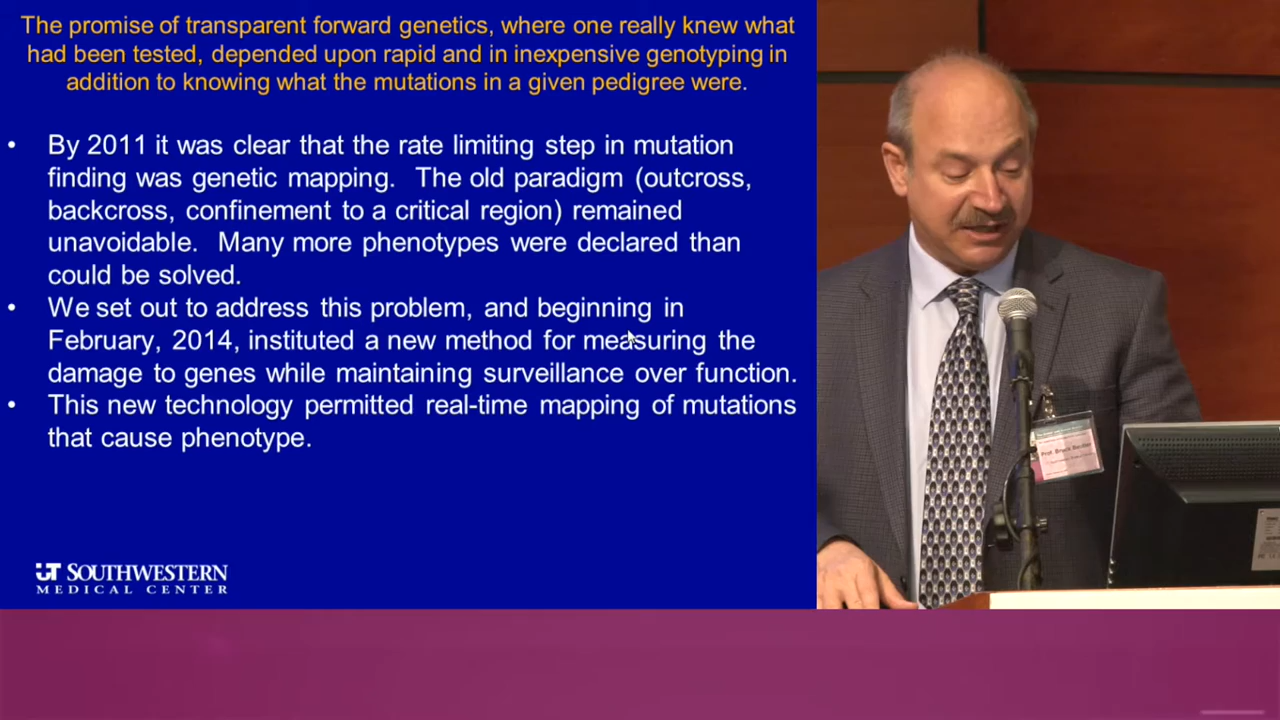 The promise of transparent forward genetics, where one really knew what
had been tested, depended upon rapid and in inexpensive genotyping in
addition to knowing what the mutations in a given pedigree were.
• By 2011 it was clear that the rate limiting step in mutation
finding was genetic mapping. The old paradigm (outcross,
backcross, confinement to a critical region) remained
unavoidable. Many more phenotypes were declared than
could be solved.
• We set out to address this problem, and beginning in
February, 2014, instituted a new method for measuring the
damage to genes while maintaining surveillance over function.
• This new technology permitted real-time mapping of mutations
that cause phenotype.
UT SOUTHWESTERN
MEDICAL CENTER
Prof. Bruce Beutler